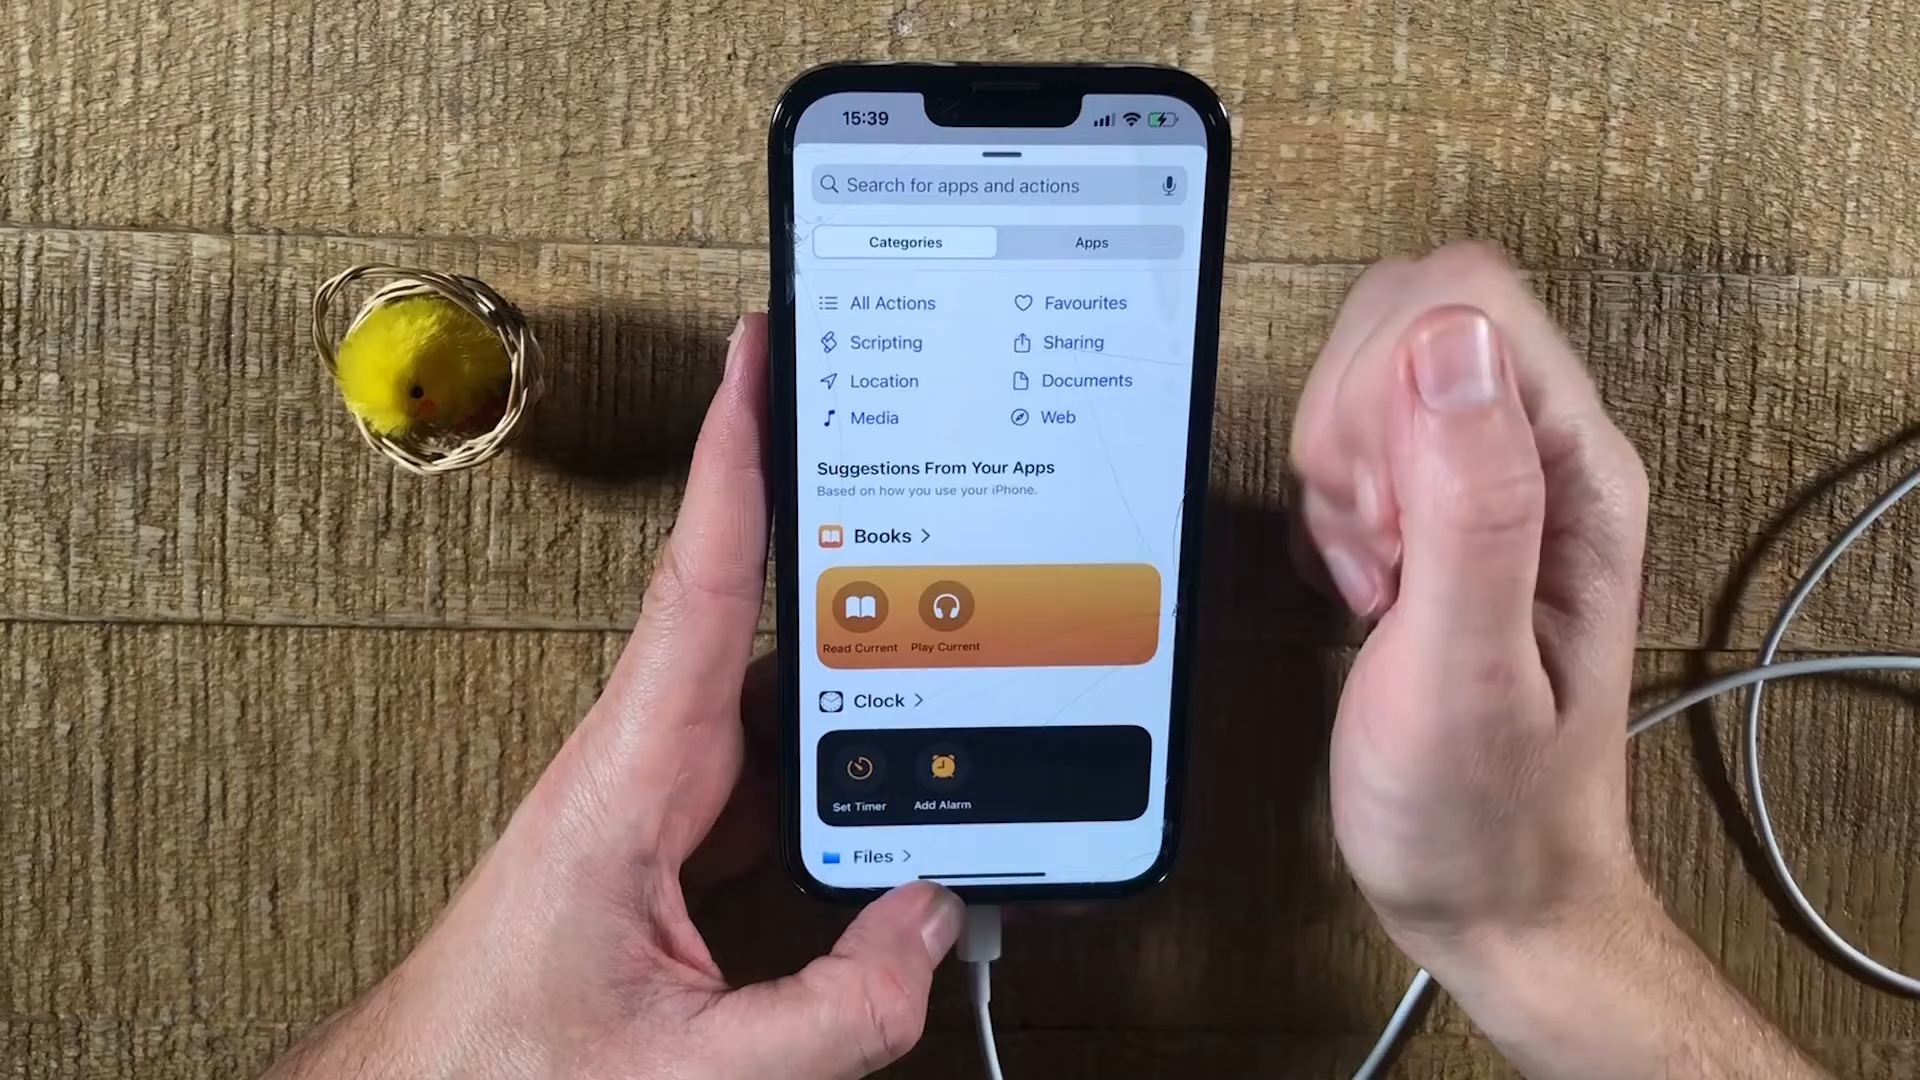 15:39
Search for apps and actions
Categories Apps
All Actions Favourites
Scripting Sharing
Location Documents
Media Web
Suggestions From Your Apps
Based on how you use your iPhone.
Books
Read Current Play Current
Clock
Set Timer Add Alarm
Files